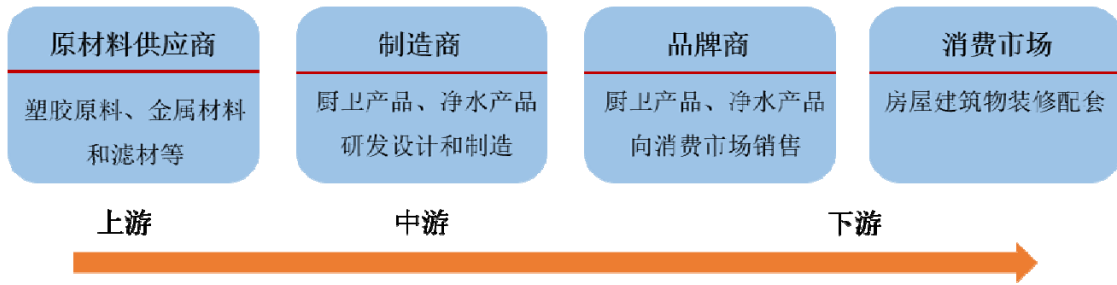 原材料供应商
塑胶原料、金属材料
和滤材等
制造商
厨卫产品、净水产品
研发设计和制造
品牌商
厨卫产品、净水产品
向消费市场销售
消费市场
房屋建筑物装修配套
上游
中游
下游